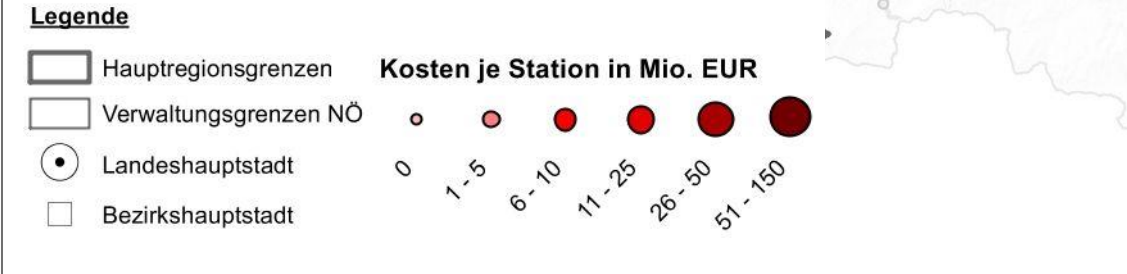 Legende
Hauptregionsgrenzen
Verwaltungsgrenzen NÖ
Landeshauptstadt
Bezirkshauptstadt
Kosten je Station in Mio. EUR
0
1 - 5
6 - 10
11 - 25
26 - 50
51 - 150